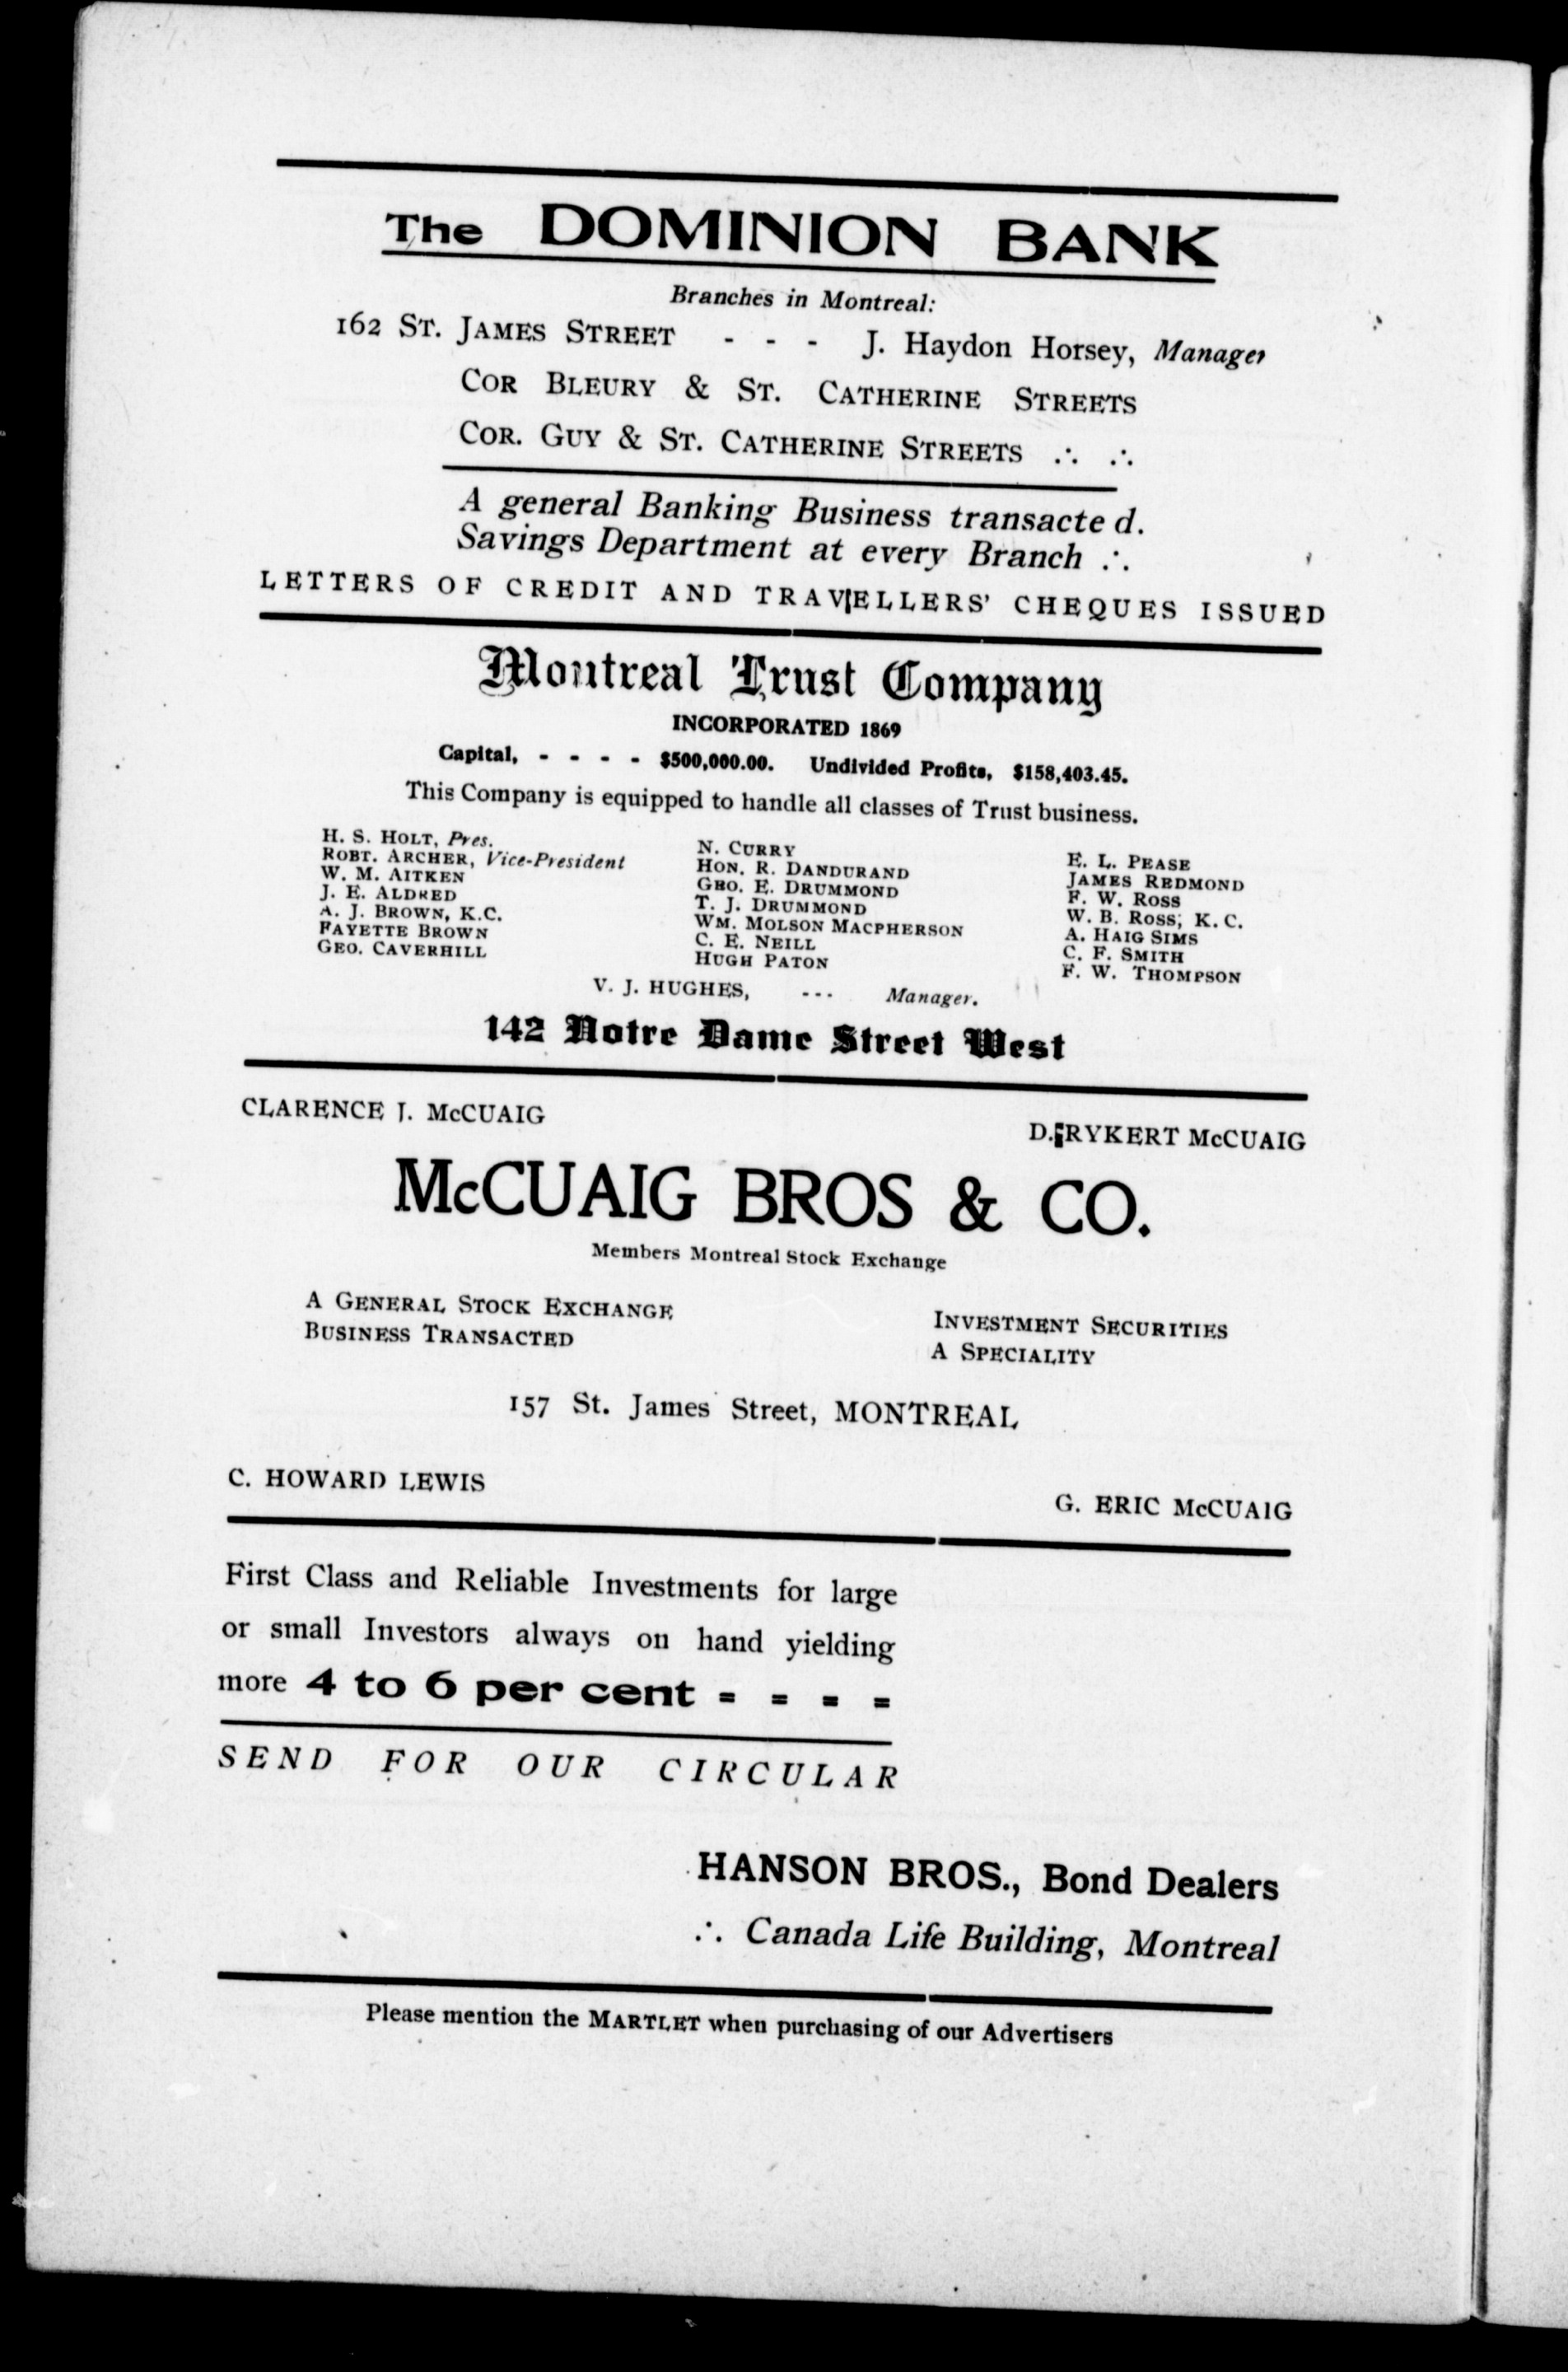 The DOMINION BANK
Branches in Montreal:
162 ST. JAMES STREET - - - J. Haydon Horsey, Manager
COR BLEURY & ST. CATHERINE STREETS
COR. GUY & ST. CATHERINE STREETS ∴ ∴
A general Banking Business transacte d.
Savings Department at every Branch ∴
LETTERS OF CREDIT AND TRAVELLERS' CHEQUES ISSUED
Montreal Trust Company
INCORPORATED 1869
Capital, - - - - $500,000.00. Undivided Profits, $158,403.45.
This Company is equipped to handle all classes of Trust business.
H. S. HOLT, Pres.
ROBT. ARCHER, Vice-President
W. M. AITKEN
J. E. ALDRED
A. J. BROWN, K.C.
FAYETTE BROWN
GEO. CAVERHILL
N. CURRY
HON. R. DANDURAND
GEO. E. DRUMMOND
T. J. DRUMMOND
WM. MOLSON MACPHERSON
C. E. NEILL
HUGH PATON
E. L. PEASE
JAMES REDMOND
F. W. ROSS
W. B. ROSS, K. C.
A. HAIG SIMS
C. F. SMITH
F. W. THOMPSON
V. J. HUGHES, --- Manager.
142 Notre Dame Street West
CLARENCE J. McCUAIG
D. RYKERT McCUAIG
McCUAIG BROS & CO.
Members Montreal Stock Exchange
A GENERAL STOCK EXCHANGE
BUSINESS TRANSACTED
INVESTMENT SECURITIES
A SPECIALITY
157 St. James Street, MONTREAL
C. HOWARD LEWIS
G. ERIC McCUAIG
First Class and Reliable Investments for large
or small Investors always on hand yielding
more 4 to 6 per cent = = = =
SEND FOR OUR CIRCULAR
HANSON BROS., Bond Dealers
∴ Canada Life Building, Montreal
Please mention the MARTLET when purchasing of our Advertisers